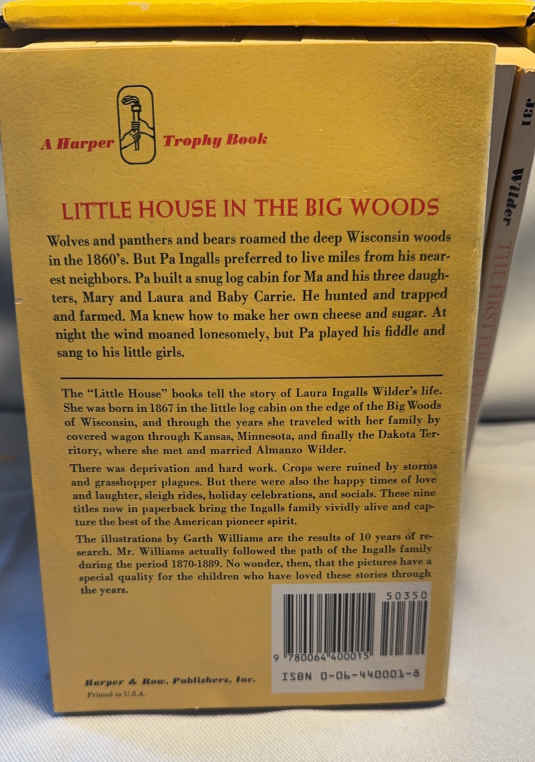 A Harper Trophy Book
LITTLE HOUSE IN THE BIG WOODS
Wolves and panthers and bears roamed the deep Wisconsin woods
in the 1860's. But Pa Ingalls preferred to live miles from his near-
est neighbors. Pa built a snug log cabin for Ma and his three daugh-
ters, Mary and Laura and Baby Carrie. He hunted and trapped
and farmed. Ma knew how to make her own cheese and sugar. At
night the wind moaned lonesomely, but Pa played his fiddle and
sang to his little girls.
The "Little House" books tell the story of Laura Ingalls Wilder's life.
She was born in 1867 in the little log cabin on the edge of the Big Woods
of Wisconsin, and through the years she traveled with her family by
covered wagon through Kansas, Minnesota, and finally the Dakota Ter-
ritory, where she met and married Almanzo Wilder.
There was deprivation and hard work. Crops were ruined by storms
and grasshopper plagues. But there were also the happy times of love
and laughter, sleigh rides, holiday celebrations, and socials. These nine
titles now in paperback bring the Ingalls family vividly alive and cap-
ture the best of the American pioneer spirit.
The illustrations by Garth Williams are the results of 10 years of re-
search. Mr. Williams actually followed the path of the Ingalls family
during the period 1870-1889. No wonder, then, that the pictures have a
special quality for the children who have loved these stories through
the years.
50350
9 780064 400015
ISBN 0-06-440001-8
Harper & Row, Publishers, Inc.
Printed in U.S.A.
J31
Wilder
THE FIRST FOUR